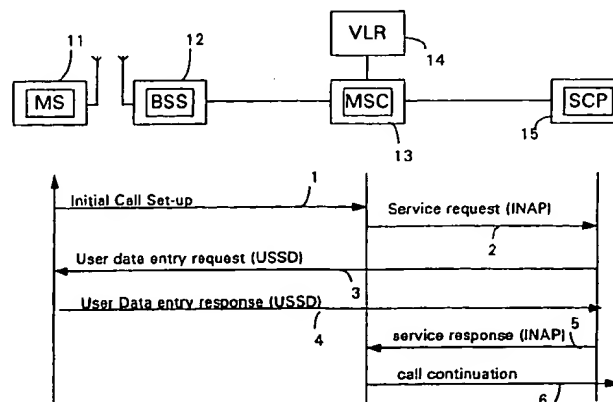 11
12
VLR
14
MS
BSS
MSC
SCP
13
15
1
Initial Call Set-up
Service request (INAP)
2
User data entry request (USSD)
3
User Data entry response (USSD)
4
service response (INAP)
5
call continuation
6